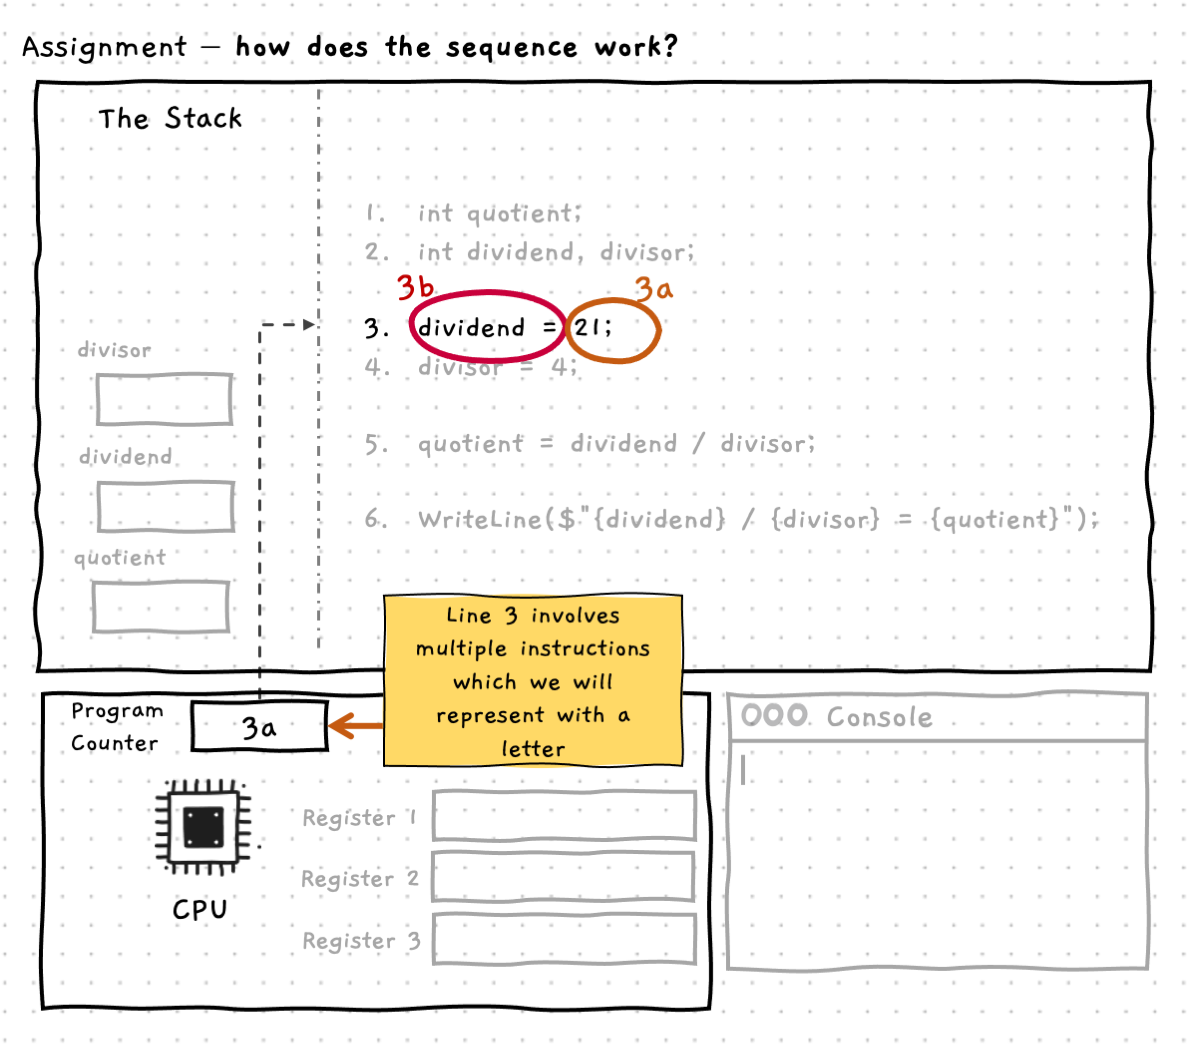 Assignment – how does the sequence work?
The Stack
1. int quotient;
2. int dividend, divisor;
3b
3a
3. dividend = 21;
4. divisor = 4;
5. quotient = dividend / divisor;
6. WriteLine($"{dividend} / {divisor} = {quotient}");
divisor
dividend
quotient
Line 3 involves
multiple instructions
which we will
represent with a
letter
Program
Counter
3a
CPU
Register 1
Register 2
Register 3
Console